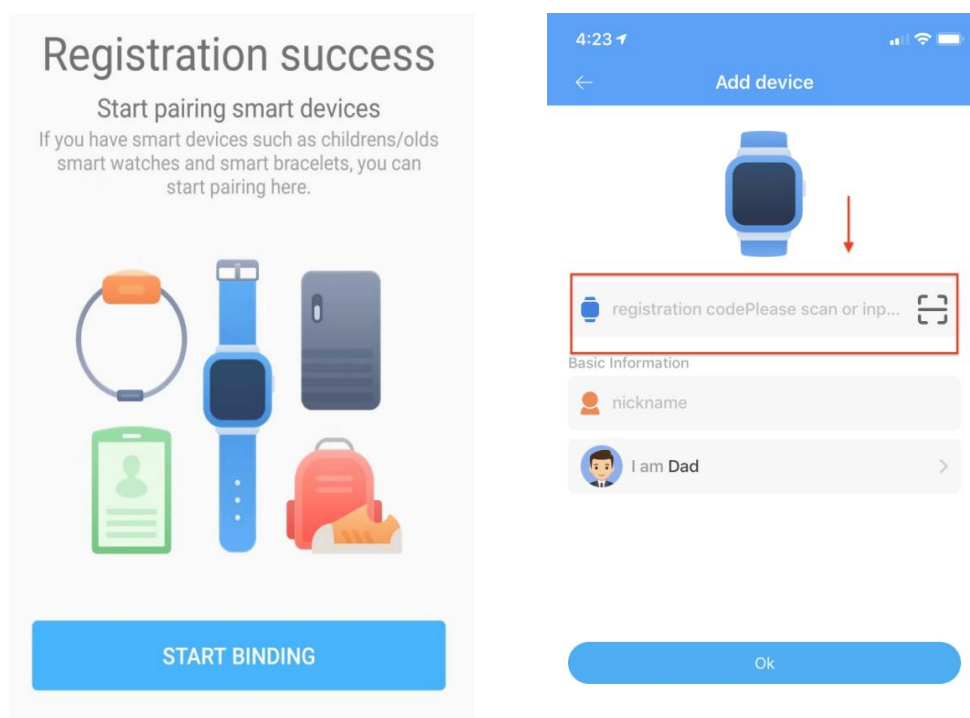 Registration success
Start pairing smart devices
If you have smart devices such as childrens/olds
smart watches and smart bracelets, you can
start pairing here.
START BINDING
4:23
Add device
registration codePlease scan or inp...
Basic Information
nickname
I am Dad
Ok